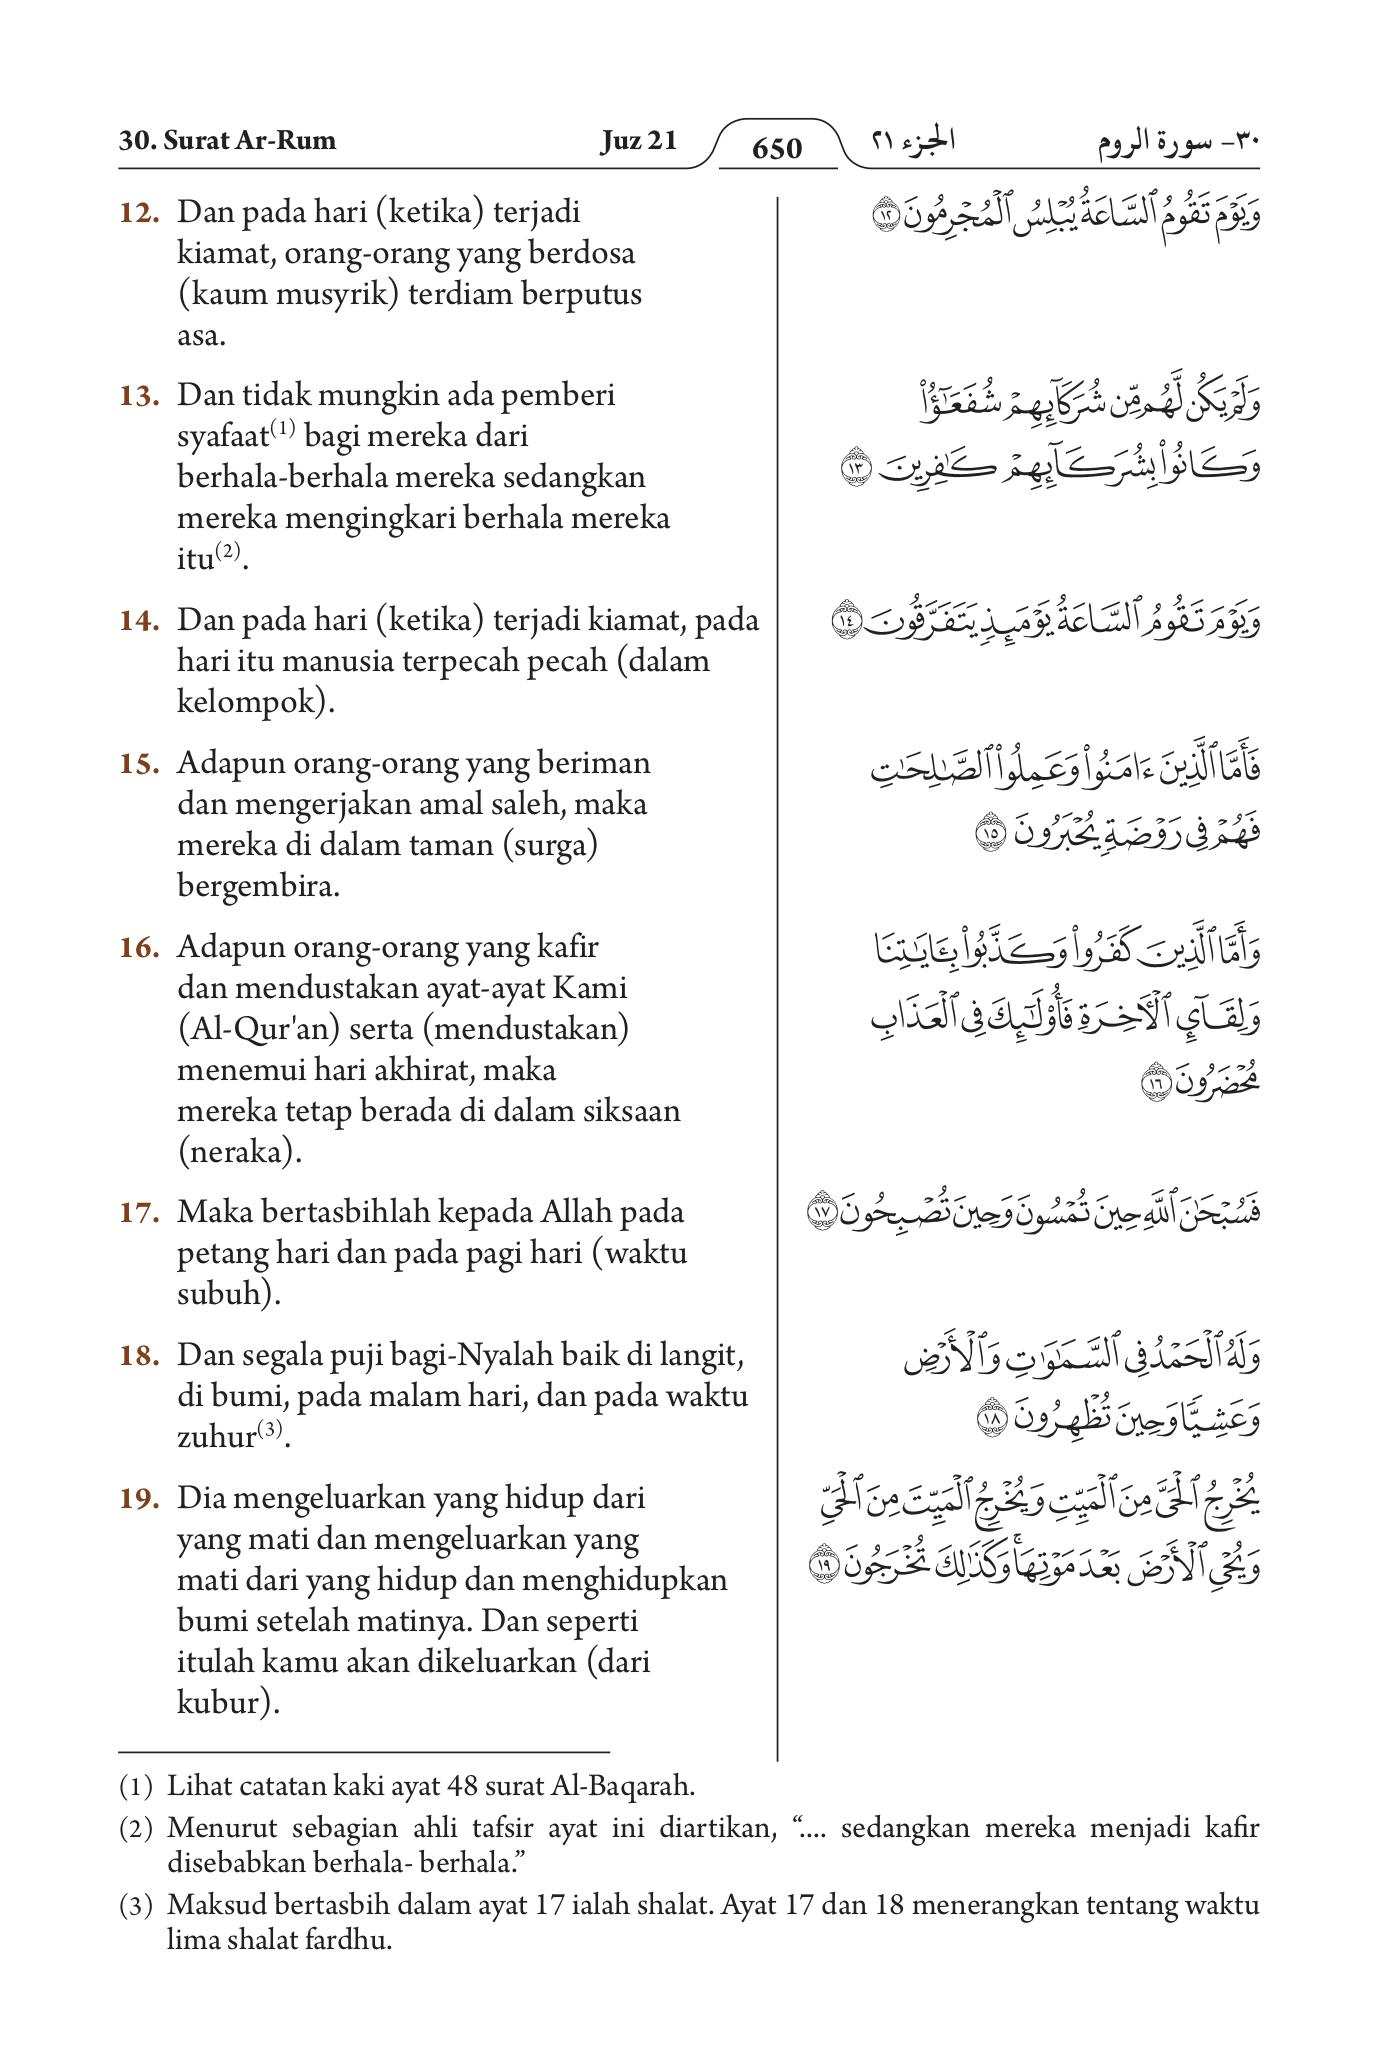 30. Surat Ar-Rum Juz 21 650 الجزء ٢١ ٣٠- سورة الروم
12. Dan pada hari (ketika) terjadi
kiamat, orang-orang yang berdosa
(kaum musyrik) terdiam berputus
asa.
13. Dan tidak mungkin ada pemberi
syafaat(1) bagi mereka dari
berhala-berhala mereka sedangkan
mereka mengingkari berhala mereka
itu(2).
14. Dan pada hari (ketika) terjadi kiamat, pada
hari itu manusia terpecah pecah (dalam
kelompok).
15. Adapun orang-orang yang beriman
dan mengerjakan amal saleh, maka
mereka di dalam taman (surga)
bergembira.
16. Adapun orang-orang yang kafir
dan mendustakan ayat-ayat Kami
(Al-Qur'an) serta (mendustakan)
menemui hari akhirat, maka
mereka tetap berada di dalam siksaan
(neraka).
17. Maka bertasbihlah kepada Allah pada
petang hari dan pada pagi hari (waktu
subuh).
18. Dan segala puji bagi-Nyalah baik di langit,
di bumi, pada malam hari, dan pada waktu
zuhur(3).
19. Dia mengeluarkan yang hidup dari
yang mati dan mengeluarkan yang
mati dari yang hidup dan menghidupkan
bumi setelah matinya. Dan seperti
itulah kamu akan dikeluarkan (dari
kubur).
وَيَوْمَ تَقُومُ ٱلسَّاعَةُ يُبْلِسُ ٱلْمُجْرِمُونَ ١٢
وَلَمْ يَكُن لَّهُم مِّن شُرَكَآئِهِمْ شُفَعَٰٓؤُا۟
وَكَانُوا۟ بِشُرَكَآئِهِمْ كَٰفِرِينَ ١٣
وَيَوْمَ تَقُومُ ٱلسَّاعَةُ يَوْمَئِذٍ يَتَفَرَّقُونَ ١٤
فَأَمَّا ٱلَّذِينَ ءَامَنُوا۟ وَعَمِلُوا۟ ٱلصَّٰلِحَٰتِ
فَهُمْ فِى رَوْضَةٍ يُحْبَرُونَ ١٥
وَأَمَّا ٱلَّذِينَ كَفَرُوا۟ وَكَذَّبُوا۟ بِـَٔايَٰتِنَا
وَلِقَآئِ ٱلْءَاخِرَةِ فَأُو۟لَٰٓئِكَ فِى ٱلْعَذَابِ
مُحْضَرُونَ ١٦
فَسُبْحَٰنَ ٱللَّهِ حِينَ تُمْسُونَ وَحِينَ تُصْبِحُونَ ١٧
وَلَهُ ٱلْحَمْدُ فِى ٱلسَّمَٰوَٰتِ وَٱلْأَرْضِ
وَعَشِيًّا وَحِينَ تُظْهِرُونَ ١٨
يُخْرِجُ ٱلْحَىَّ مِنَ ٱلْمَيِّتِ وَيُخْرِجُ ٱلْمَيِّتَ مِنَ ٱلْحَىِّ
وَيُحْىِ ٱلْأَرْضَ بَعْدَ مَوْتِهَا ۚ وَكَذَٰلِكَ تُخْرَجُونَ ١٩
(1) Lihat catatan kaki ayat 48 surat Al-Baqarah.
(2) Menurut sebagian ahli tafsir ayat ini diartikan, “.... sedangkan mereka menjadi kafir
disebabkan berhala- berhala.”
(3) Maksud bertasbih dalam ayat 17 ialah shalat. Ayat 17 dan 18 menerangkan tentang waktu
lima shalat fardhu.